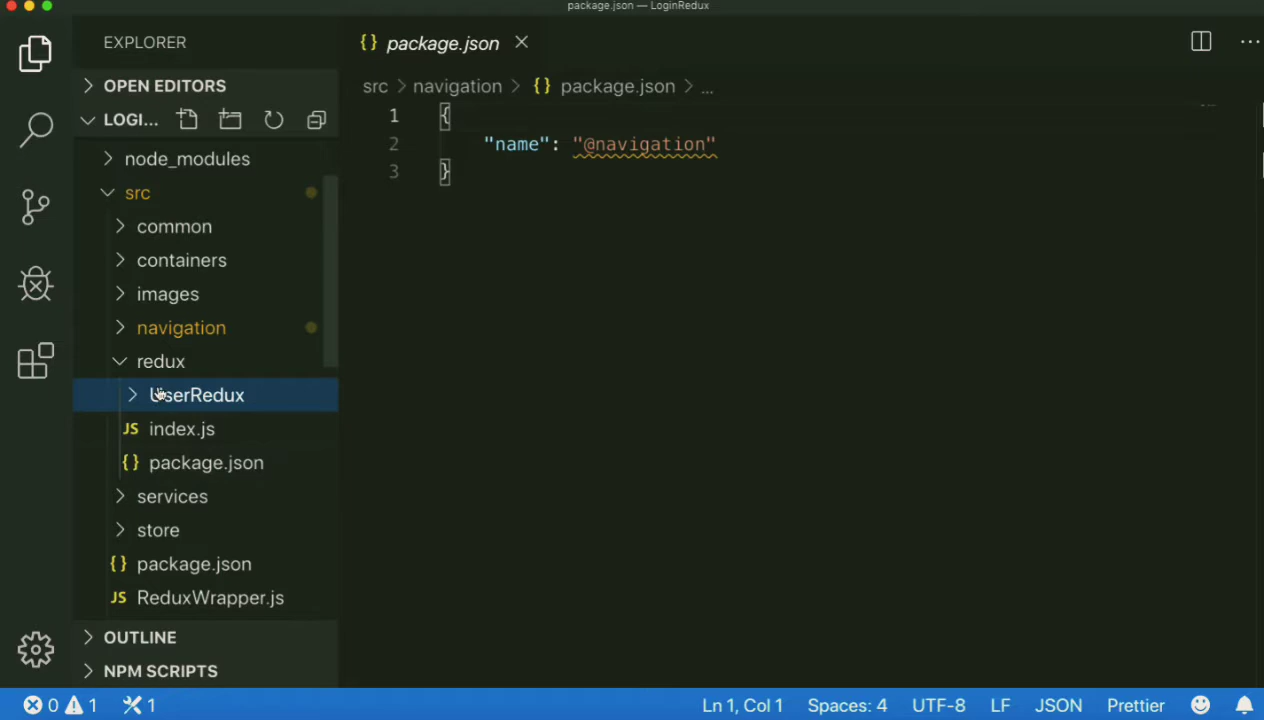 package.json — LoginRedux
EXPLORER
OPEN EDITORS
LOGI...
node_modules
src
common
containers
images
navigation
redux
UserRedux
JS index.js
{} package.json
services
store
{} package.json
JS ReduxWrapper.js
OUTLINE
NPM SCRIPTS
{} package.json
src > navigation > {} package.json > ...
1 {
2 "name": "@navigation"
3 }
0 1 1
Ln 1, Col 1 Spaces: 4 UTF-8 LF JSON Prettier